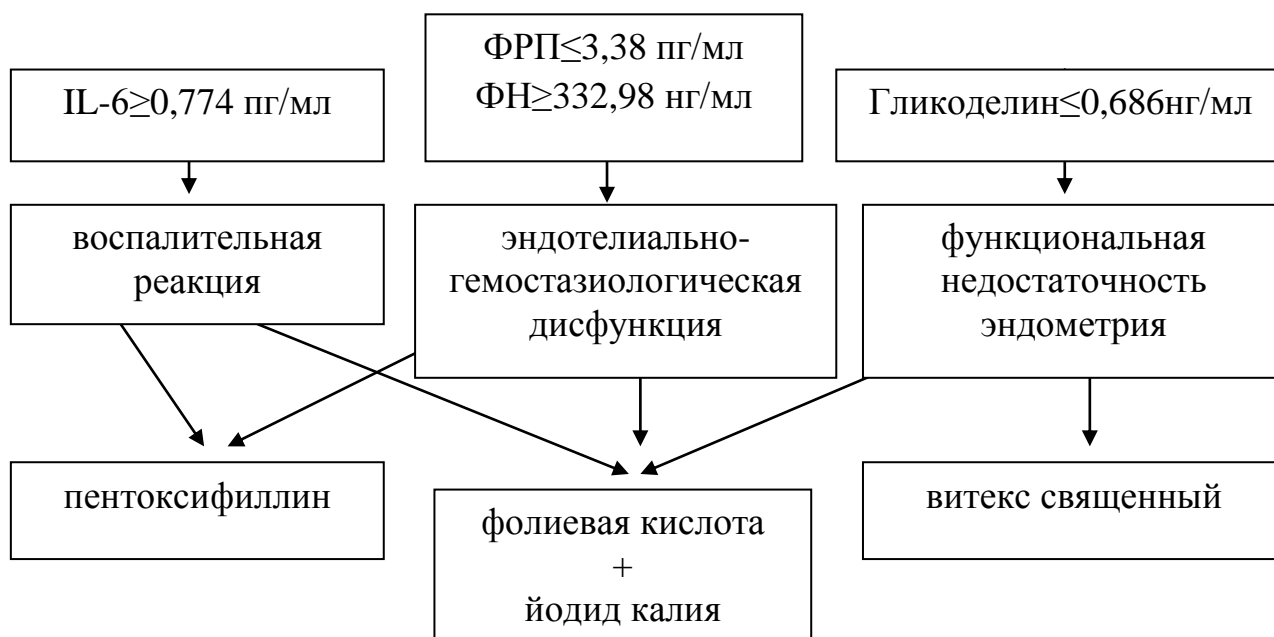 IL-6≥0,774 пг/мл
ФРП≤3,38 пг/мл
ФН≥332,98 нг/мл
Гликоделин≤0,686нг/мл
воспалительная
реакция
эндотелиально-
гемостазиологическая
дисфункция
функциональная
недостаточность
эндометрия
пентоксифиллин
фолиевая кислота
+
йодид калия
витекс священный